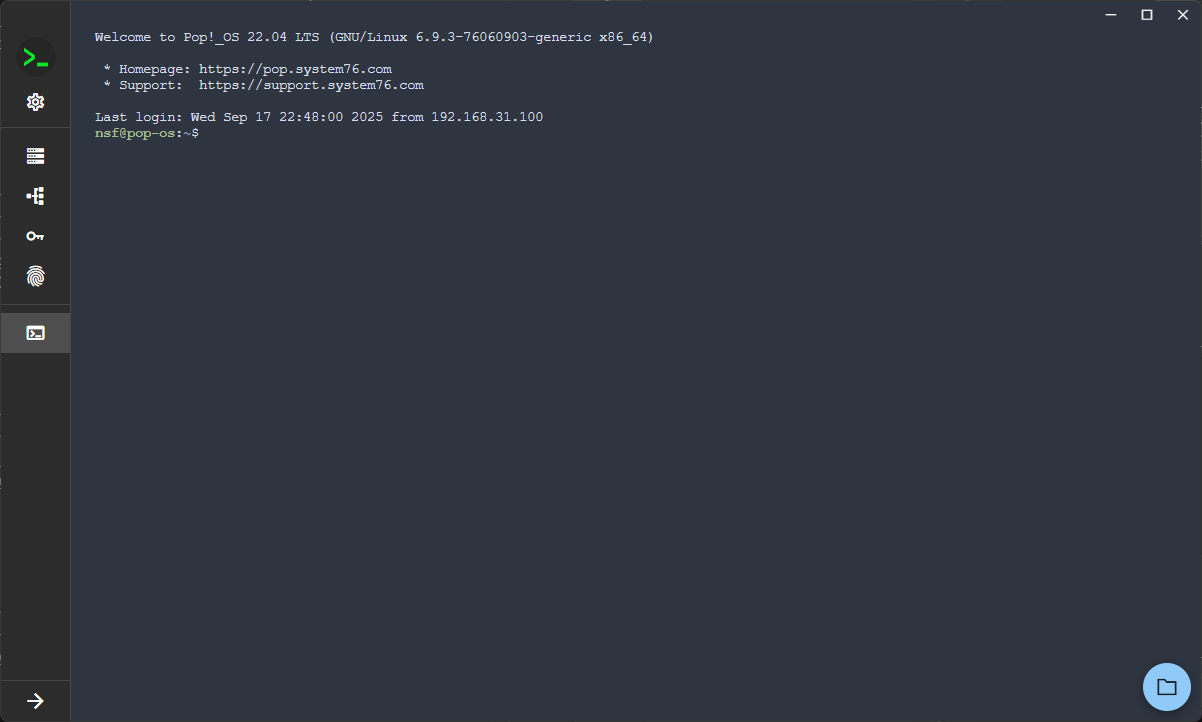 Welcome to Pop!_OS 22.04 LTS (GNU/Linux 6.9.3-76060903-generic x86_64)
* Homepage: https://pop.system76.com
* Support:  https://support.system76.com
Last login: Wed Sep 17 22:48:00 2025 from 192.168.31.100
nsf@pop-os:~$